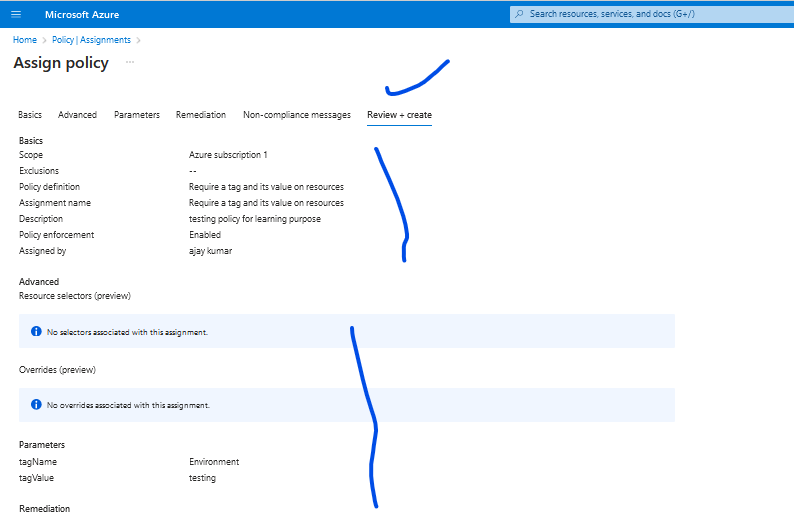 Microsoft Azure
Search resources, services, and docs (G+/)
Home > Policy | Assignments >
Assign policy ...
Basics Advanced Parameters Remediation Non-compliance messages Review + create
Basics
Scope Azure subscription 1
Exclusions --
Policy definition Require a tag and its value on resources
Assignment name Require a tag and its value on resources
Description testing policy for learning purpose
Policy enforcement Enabled
Assigned by ajay kumar
Advanced
Resource selectors (preview)
No selectors associated with this assignment.
Overrides (preview)
No overrides associated with this assignment.
Parameters
tagName Environment
tagValue testing
Remediation